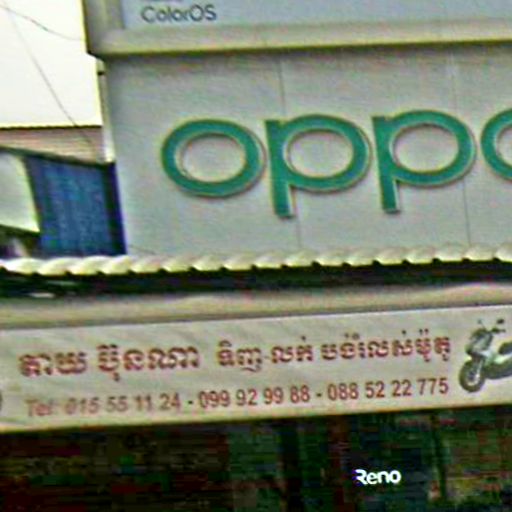 ColorOS
oppo
តាយ ប៊ុនណា ទិញ-លក់ បង់រំលស់ម៉ូតូ
Tel: 015 55 11 24 - 099 92 99 88 - 088 52 22 775
Reno